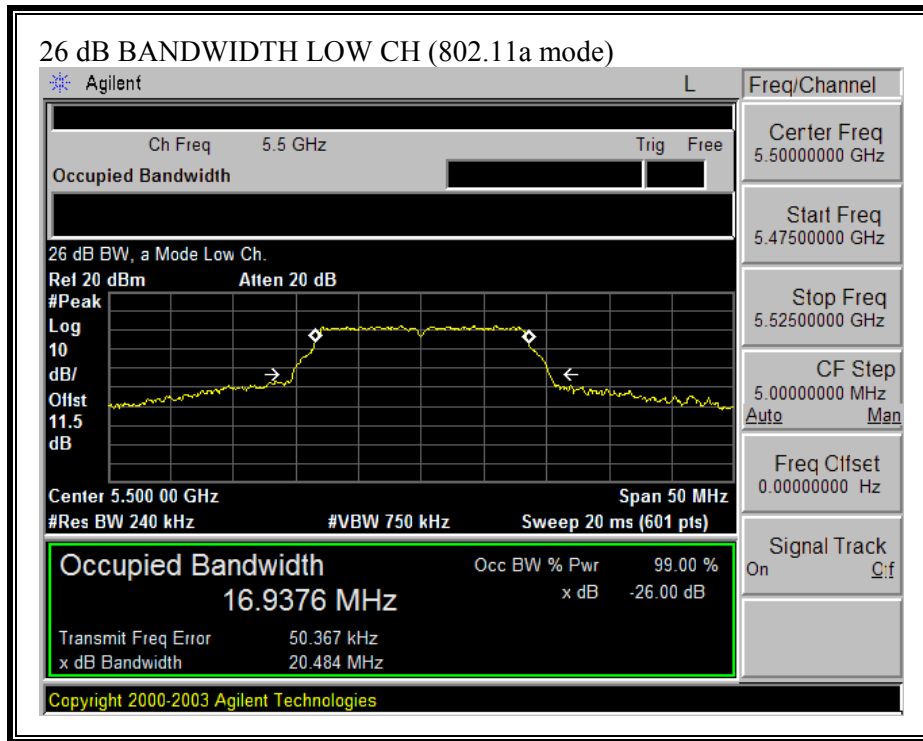 26 dB BANDWIDTH LOW CH (802.11a mode)
Agilent L
Freq/Channel
Ch Freq 5.5 GHz Trig Free
Occupied Bandwidth
Center Freq
5.50000000 GHz
Start Freq
5.47500000 GHz
Stop Freq
5.52500000 GHz
CF Step
5.00000000 MHz
Auto Man
Freq Offset
0.00000000 Hz
Signal Track
On Off
26 dB BW, a Mode Low Ch.
Ref 20 dBm Atten 20 dB
#Peak
Log
10
dB/
Offst
11.5
dB
Center 5.500 00 GHz Span 50 MHz
#Res BW 240 kHz #VBW 750 kHz Sweep 20 ms (601 pts)
Occupied Bandwidth
16.9376 MHz
Occ BW % Pwr 99.00 %
x dB -26.00 dB
Transmit Freq Error 50.367 kHz
x dB Bandwidth 20.484 MHz
Copyright 2000-2003 Agilent Technologies